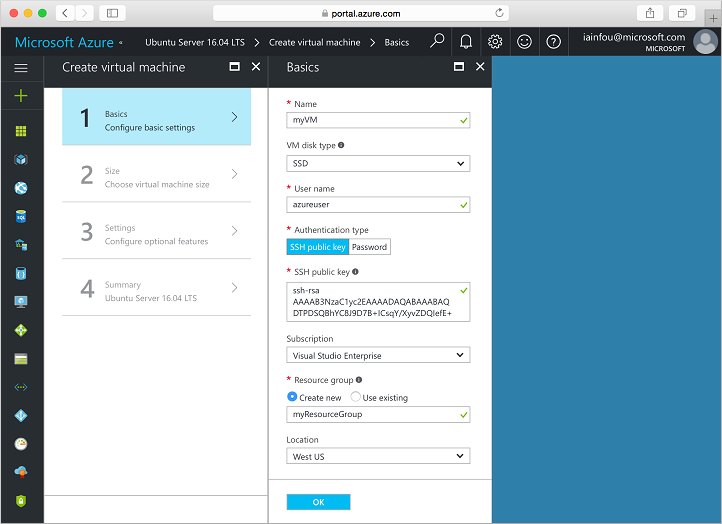 portal.azure.com
Microsoft Azure «
Ubuntu Server 16.04 LTS > Create virtual machine > Basics
iainfou@microsoft.com
MICROSOFT
Create virtual machine
1
Basics
Configure basic settings
2
Size
Choose virtual machine size
3
Settings
Configure optional features
4
Summary
Ubuntu Server 16.04 LTS
Basics
* Name
myVM
VM disk type
SSD
* User name
azureuser
* Authentication type
SSH public key Password
* SSH public key
ssh-rsa
AAAAB3NzaC1yc2EAAAADAQABAAABAQ
DTPDSQBhYC8J9D7B+ICsqY/XyvZDQIefE+
Subscription
Visual Studio Enterprise
* Resource group
Create new Use existing
myResourceGroup
Location
West US
OK